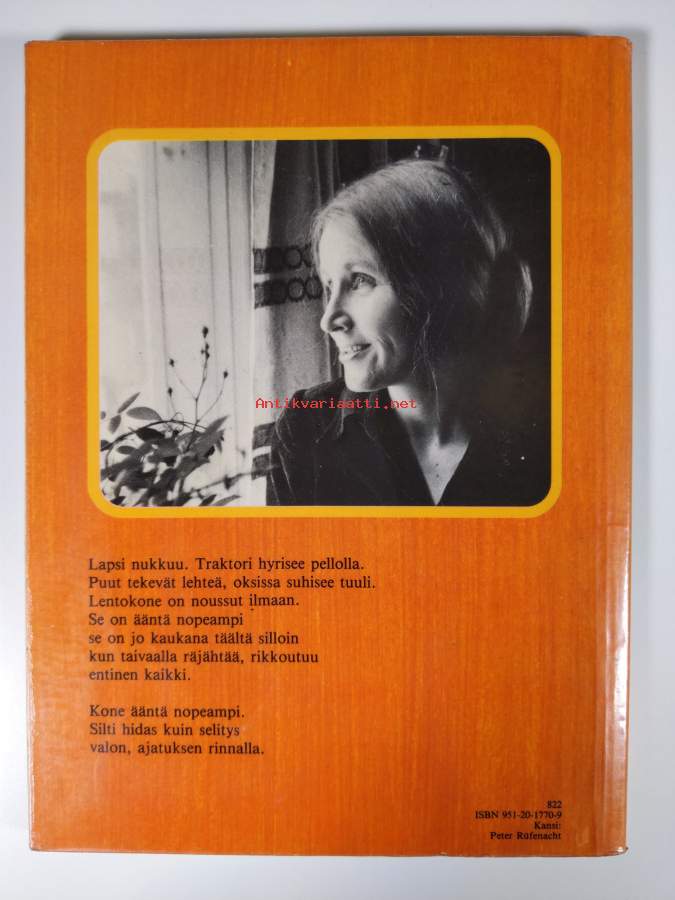 Antikvariaatti.net
Lapsi nukkuu. Traktori hyrisee pellolla.
Puut tekevät lehteä, oksissa suhisee tuuli.
Lentokone on noussut ilmaan.
Se on ääntä nopeampi
se on jo kaukana täältä silloin
kun taivaalla räjähtää, rikkoutuu
entinen kaikki.
Kone ääntä nopeampi.
Silti hidas kuin selitys
valon, ajatuksen rinnalla.
822
ISBN 951-20-1770-9
Kansi:
Peter Rüfenacht